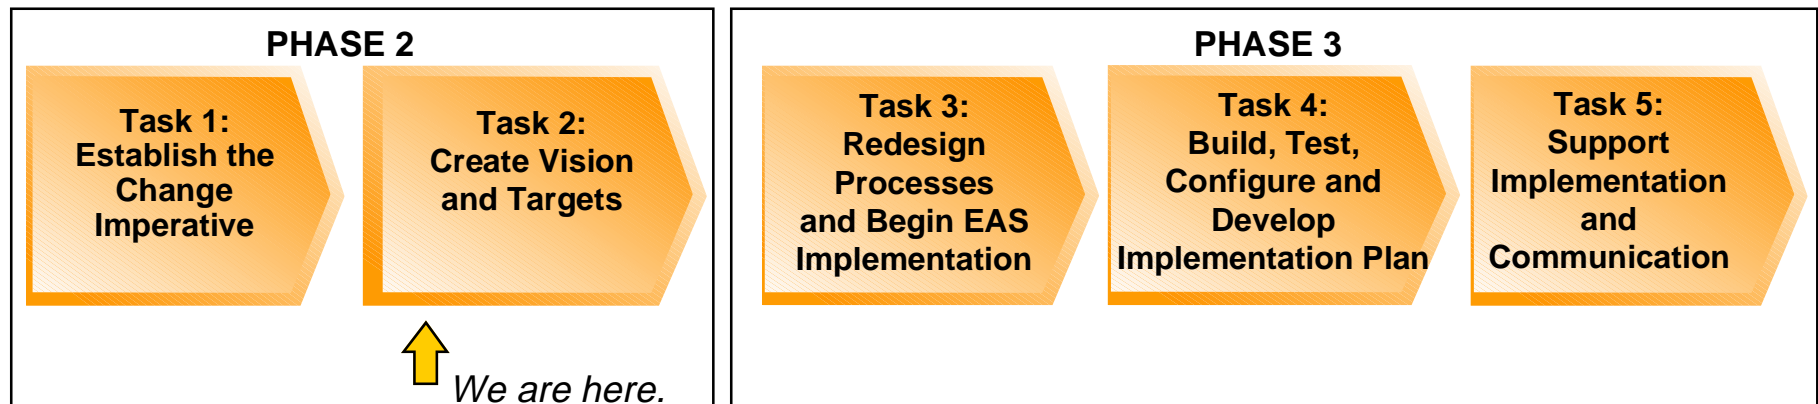 PHASE 2
Task 1:
Establish the
Change
Imperative
Task 2:
Create Vision
and Targets
We are here.
PHASE 3
Task 3:
Redesign
Processes
and Begin EAS
Implementation
Task 4:
Build, Test,
Configure and
Develop
Implementation Plan
Task 5:
Support
Implementation
and
Communication